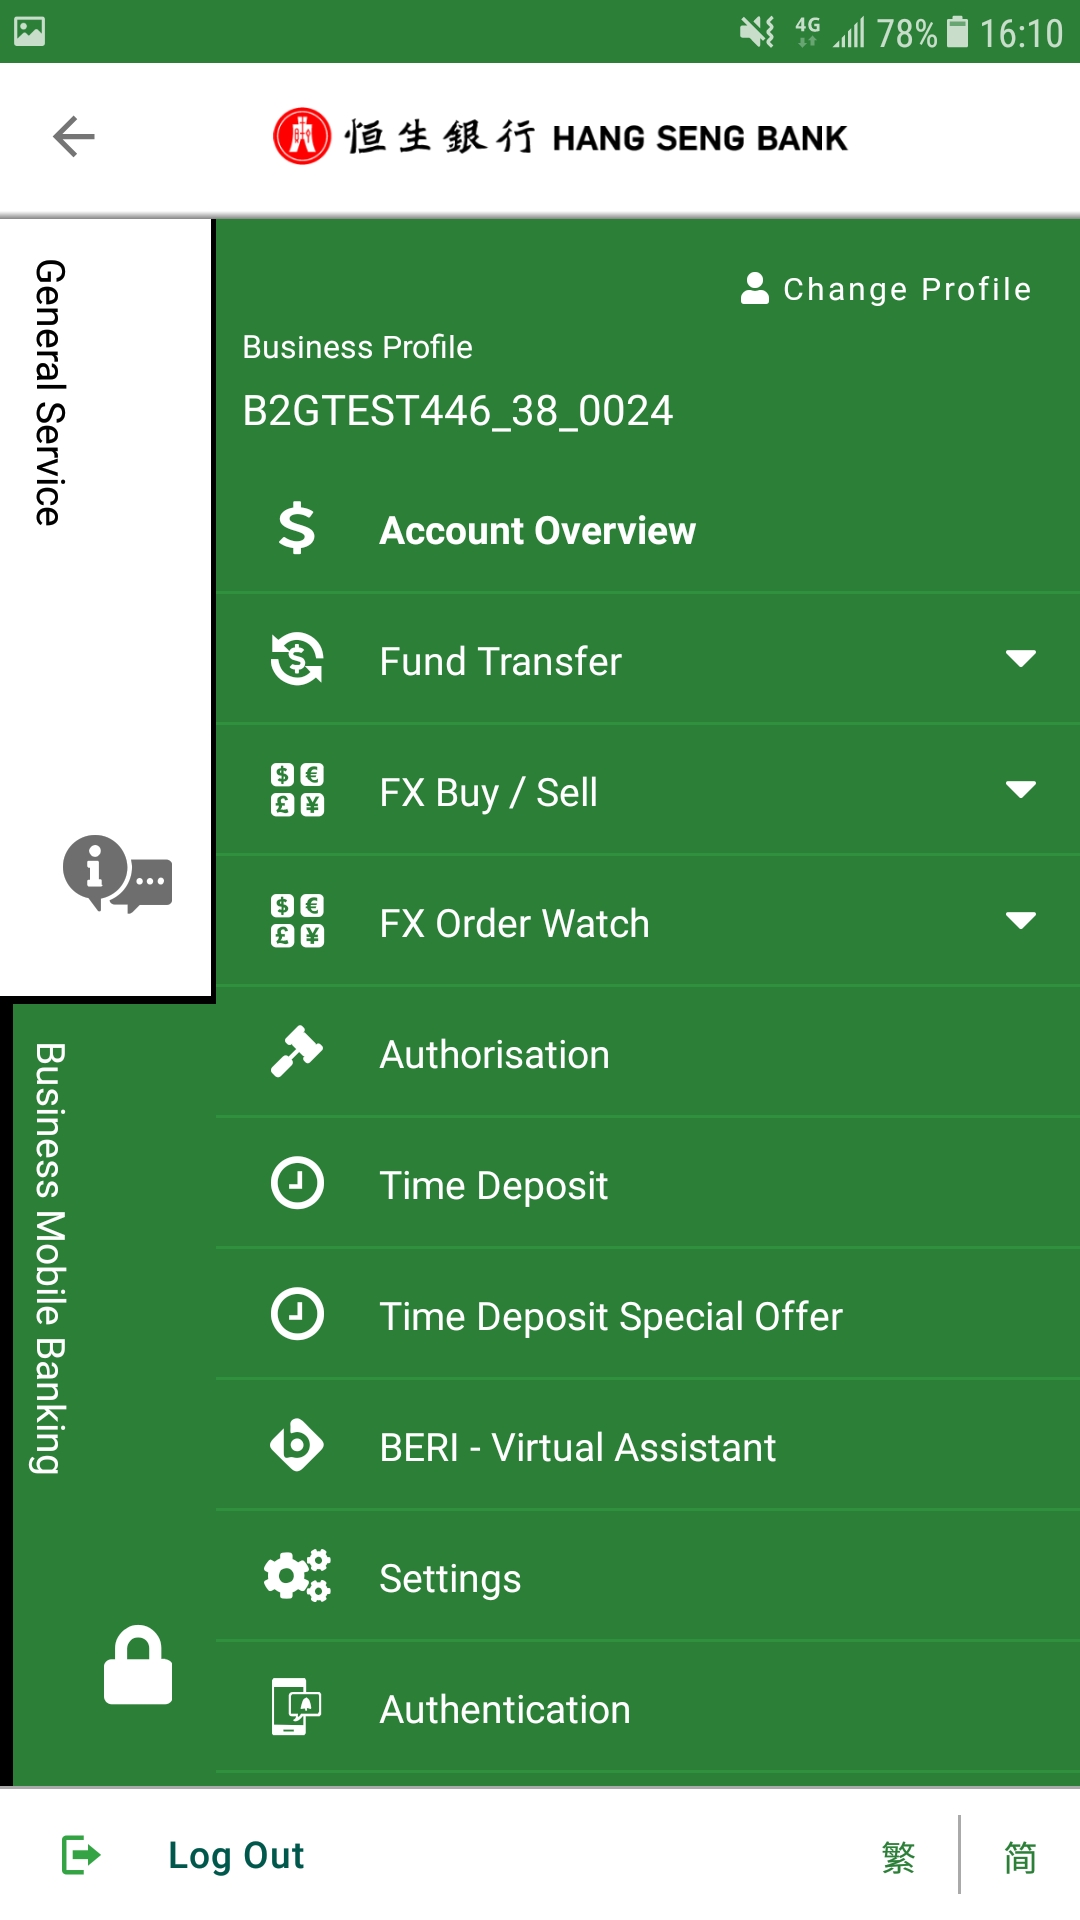 4G 78% 16:10
恒生銀行 HANG SENG BANK
General Service
Change Profile
Business Profile
B2GTEST446_38_0024
Account Overview
Fund Transfer
FX Buy / Sell
FX Order Watch
Authorisation
Time Deposit
Time Deposit Special Offer
BERI - Virtual Assistant
Settings
Authentication
Business Mobile Banking
Log Out
繁
简